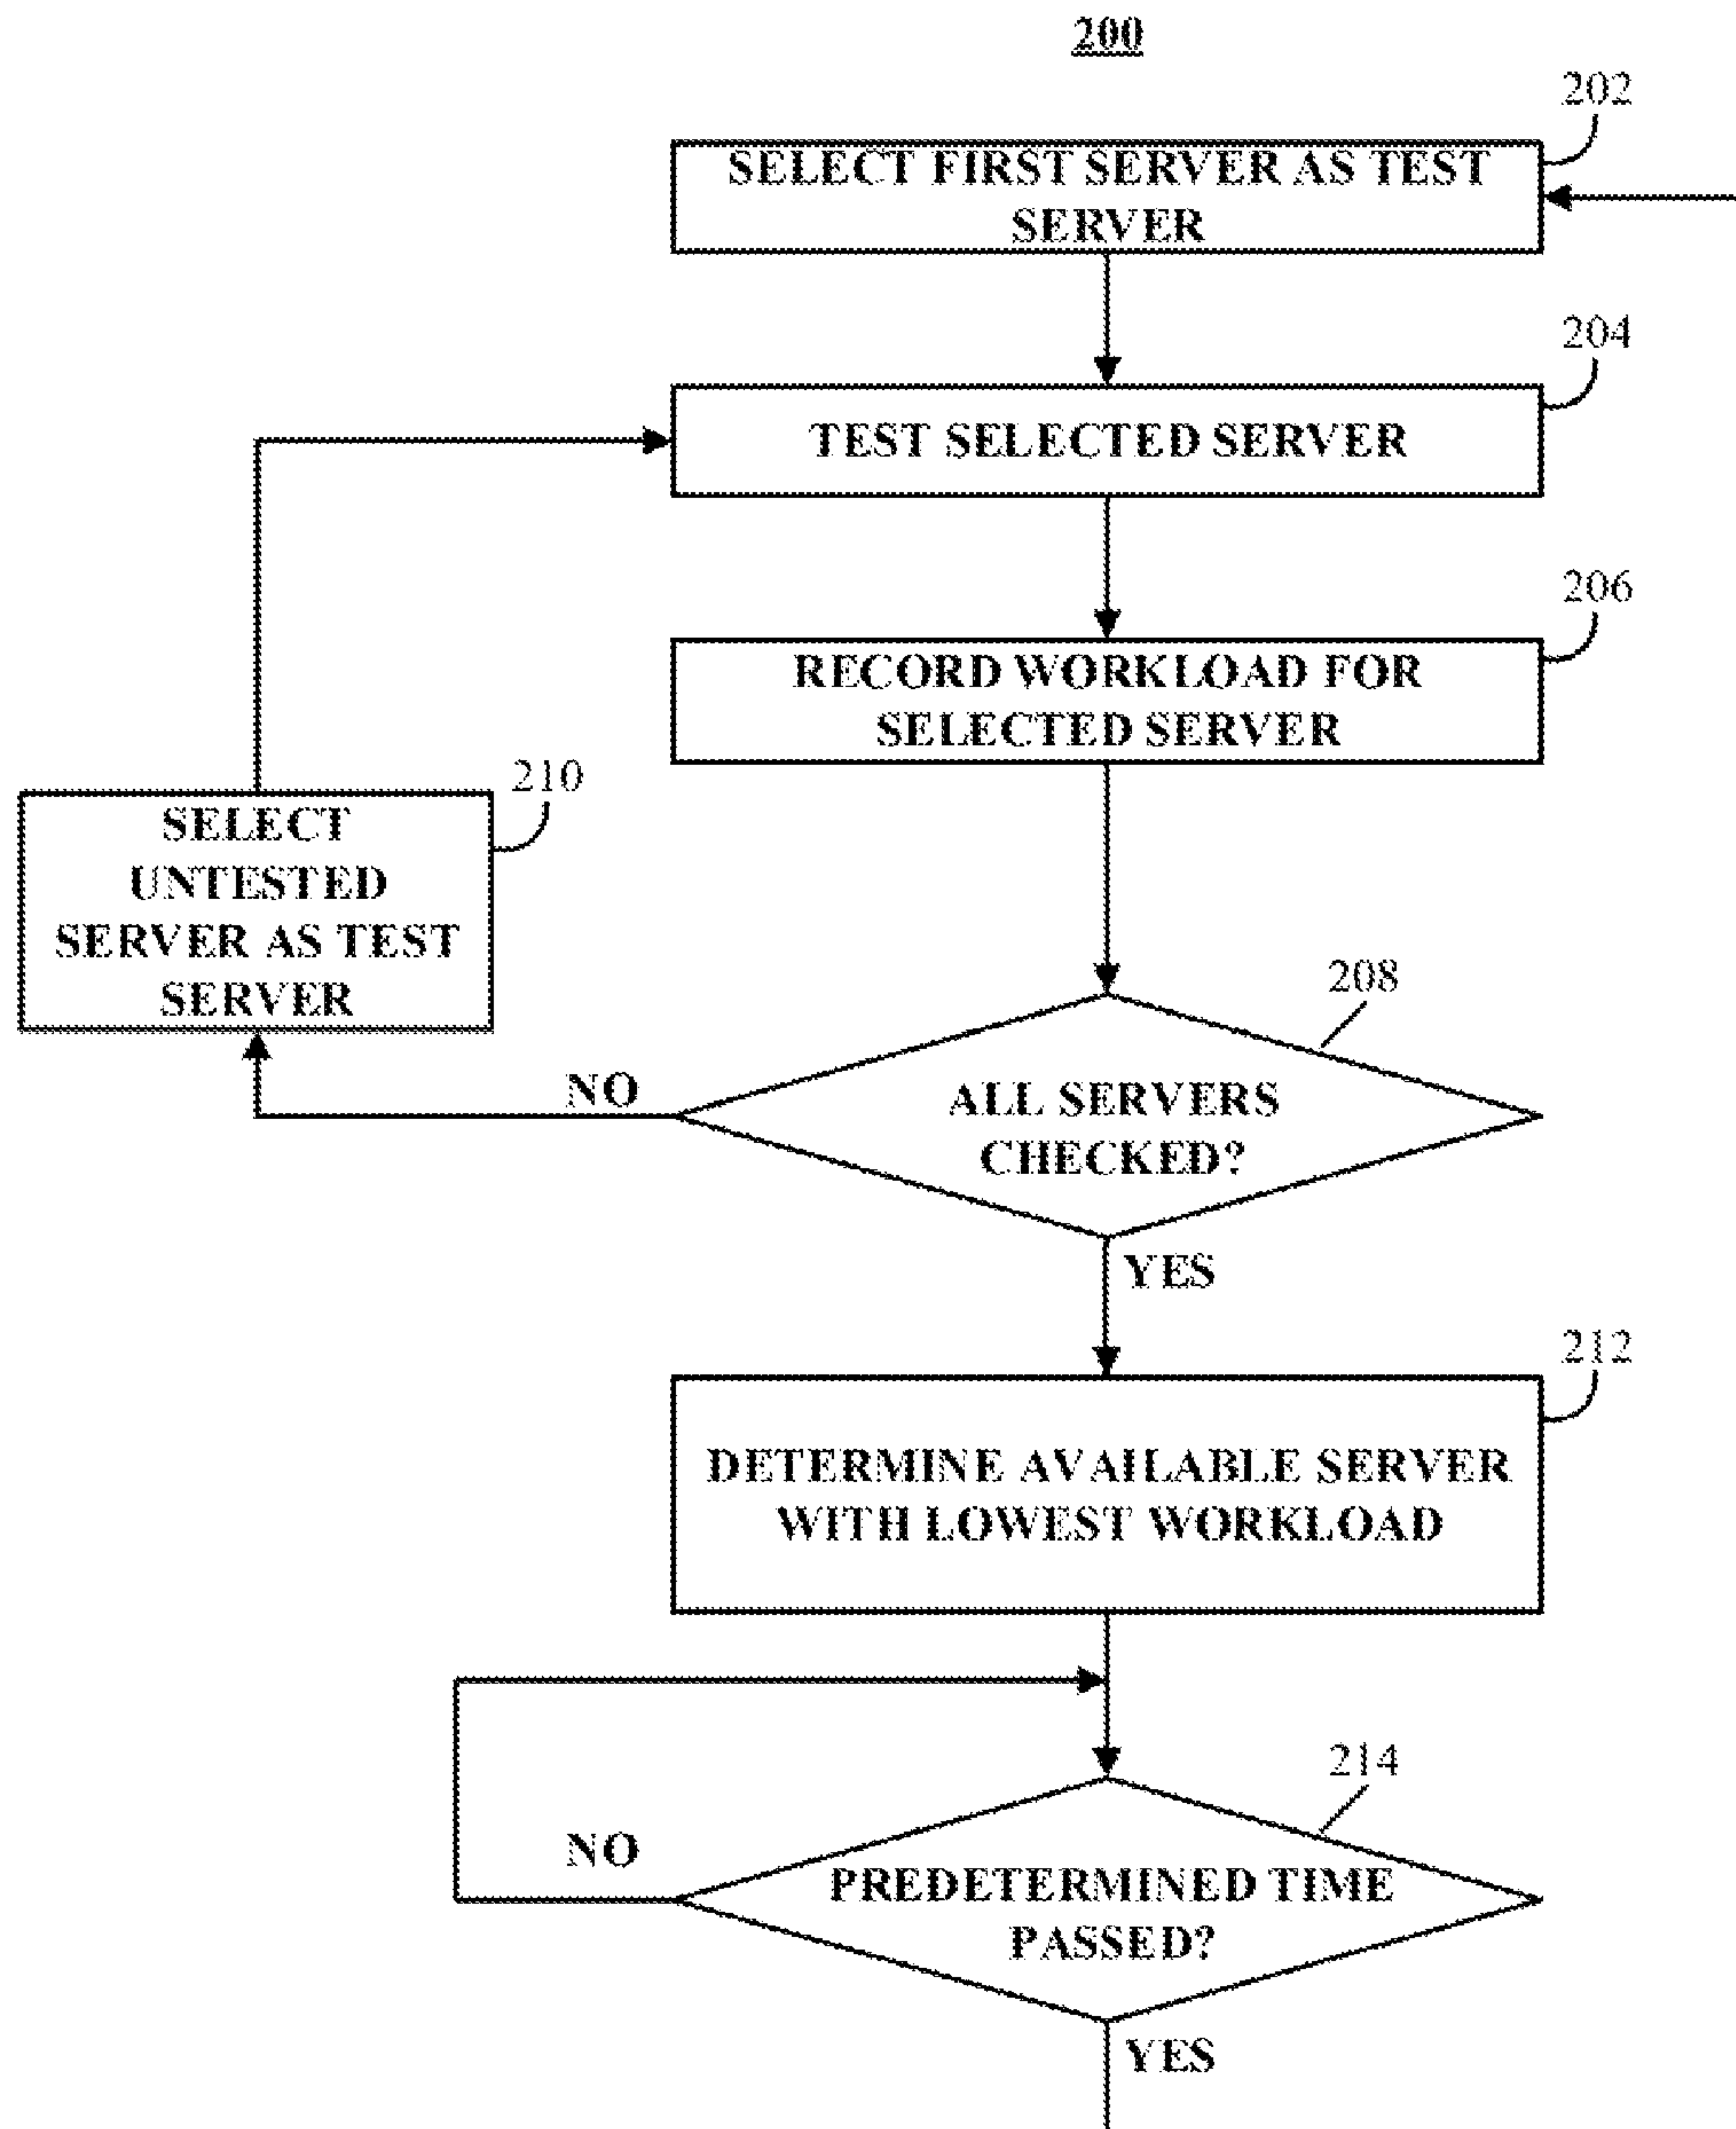 200
202
SELECT FIRST SERVER AS TEST
SERVER
204
TEST SELECTED SERVER
206
RECORD WORKLOAD FOR
SELECTED SERVER
210
SELECT
UNTESTED
SERVER AS TEST
SERVER
208
NO
ALL SERVERS
CHECKED?
YES
212
DETERMINE AVAILABLE SERVER
WITH LOWEST WORKLOAD
214
NO
PREDETERMINED TIME
PASSED?
YES